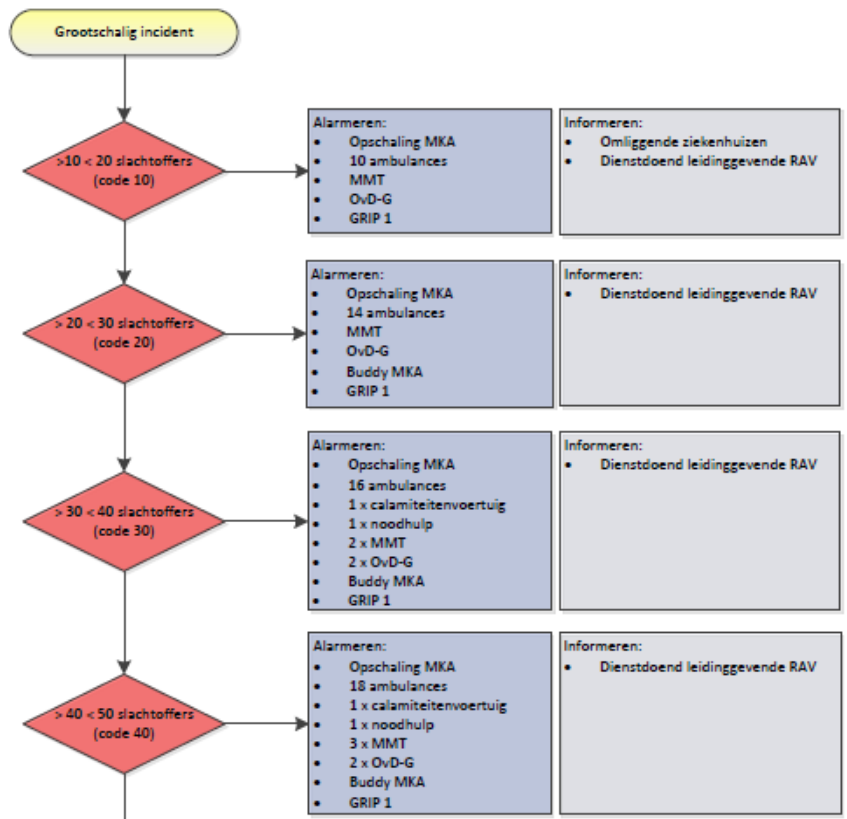 Grootschalig incident
>10 < 20 slachtoffers
(code 10)
Alarmeren:
• Opschaling MKA
• 10 ambulances
• MMT
• OvD-G
• GRIP 1
Informeren:
• Omliggende ziekenhuizen
• Dienstdoend leidinggevende RAV
> 20 < 30 slachtoffers
(code 20)
Alarmeren:
• Opschaling MKA
• 14 ambulances
• MMT
• OvD-G
• Buddy MKA
• GRIP 1
Informeren:
• Dienstdoend leidinggevende RAV
> 30 < 40 slachtoffers
(code 30)
Alarmeren:
• Opschaling MKA
• 16 ambulances
• 1 x calamiteitenvoertuig
• 1 x noodhulp
• 2 x MMT
• 2 x OvD-G
• Buddy MKA
• GRIP 1
Informeren:
• Dienstdoend leidinggevende RAV
> 40 < 50 slachtoffers
(code 40)
Alarmeren:
• Opschaling MKA
• 18 ambulances
• 1 x calamiteitenvoertuig
• 1 x noodhulp
• 3 x MMT
• 2 x OvD-G
• Buddy MKA
• GRIP 1
Informeren:
• Dienstdoend leidinggevende RAV